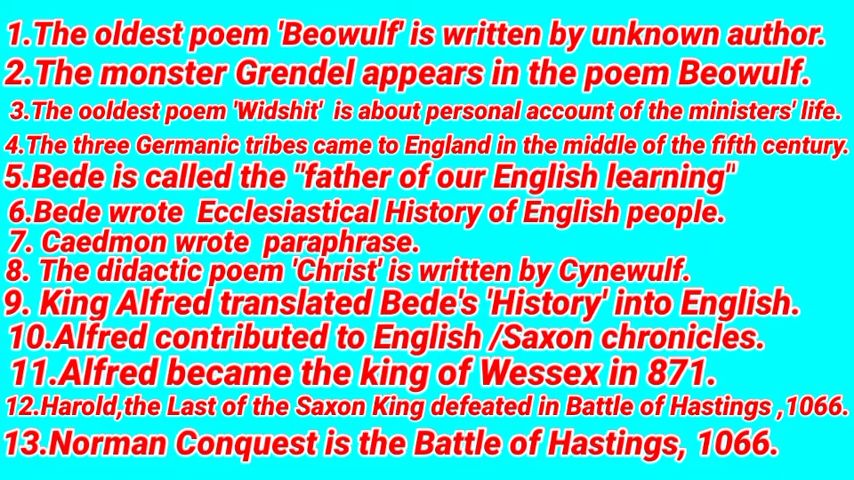 1.The oldest poem 'Beowulf' is written by unknown author.
2.The monster Grendel appears in the poem Beowulf.
3.The ooldest poem 'Widshit' is about personal account of the ministers' life.
4.The three Germanic tribes came to England in the middle of the fifth century.
5.Bede is called the "father of our English learning"
6.Bede wrote Ecclesiastical History of English people.
7. Caedmon wrote paraphrase.
8. The didactic poem 'Christ' is written by Cynewulf.
9. King Alfred translated Bede's 'History' into English.
10.Alfred contributed to English /Saxon chronicles.
11.Alfred became the king of Wessex in 871.
12.Harold,the Last of the Saxon King defeated in Battle of Hastings ,1066.
13.Norman Conquest is the Battle of Hastings, 1066.